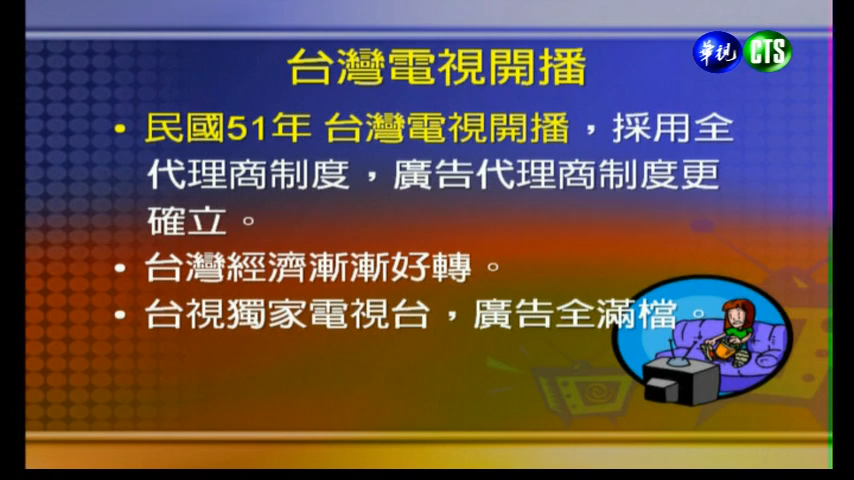 台灣電視開播
華視 CTS
• 民國51年 台灣電視開播，採用全
代理商制度，廣告代理商制度更
確立。
• 台灣經濟漸漸好轉。
• 台視獨家電視台，廣告全滿檔。